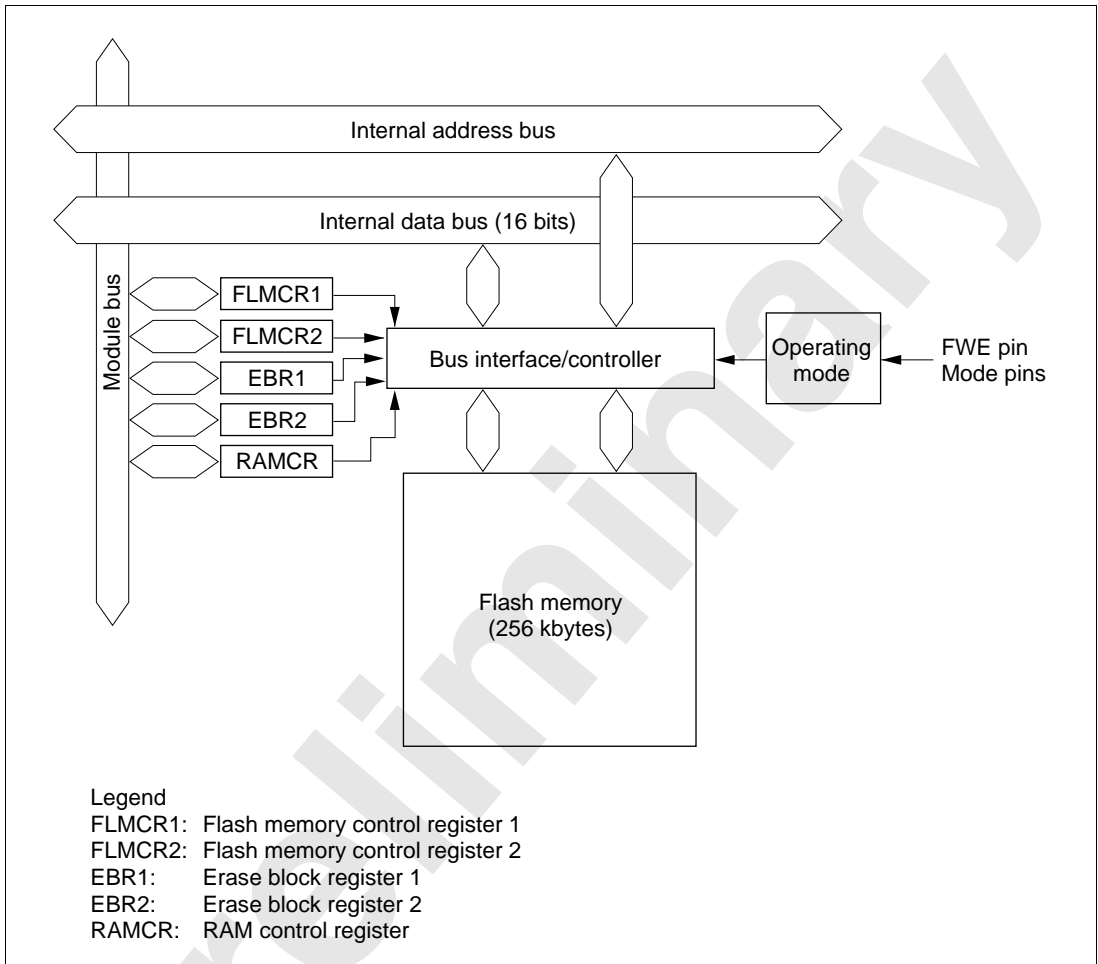 Internal address bus
Internal data bus (16 bits)
Module bus
FLMCR1
FLMCR2
EBR1
EBR2
RAMCR
Bus interface/controller
Operating
mode
FWE pin
Mode pins
Flash memory
(256 kbytes)
Legend
FLMCR1: Flash memory control register 1
FLMCR2: Flash memory control register 2
EBR1: Erase block register 1
EBR2: Erase block register 2
RAMCR: RAM control register
reliminary